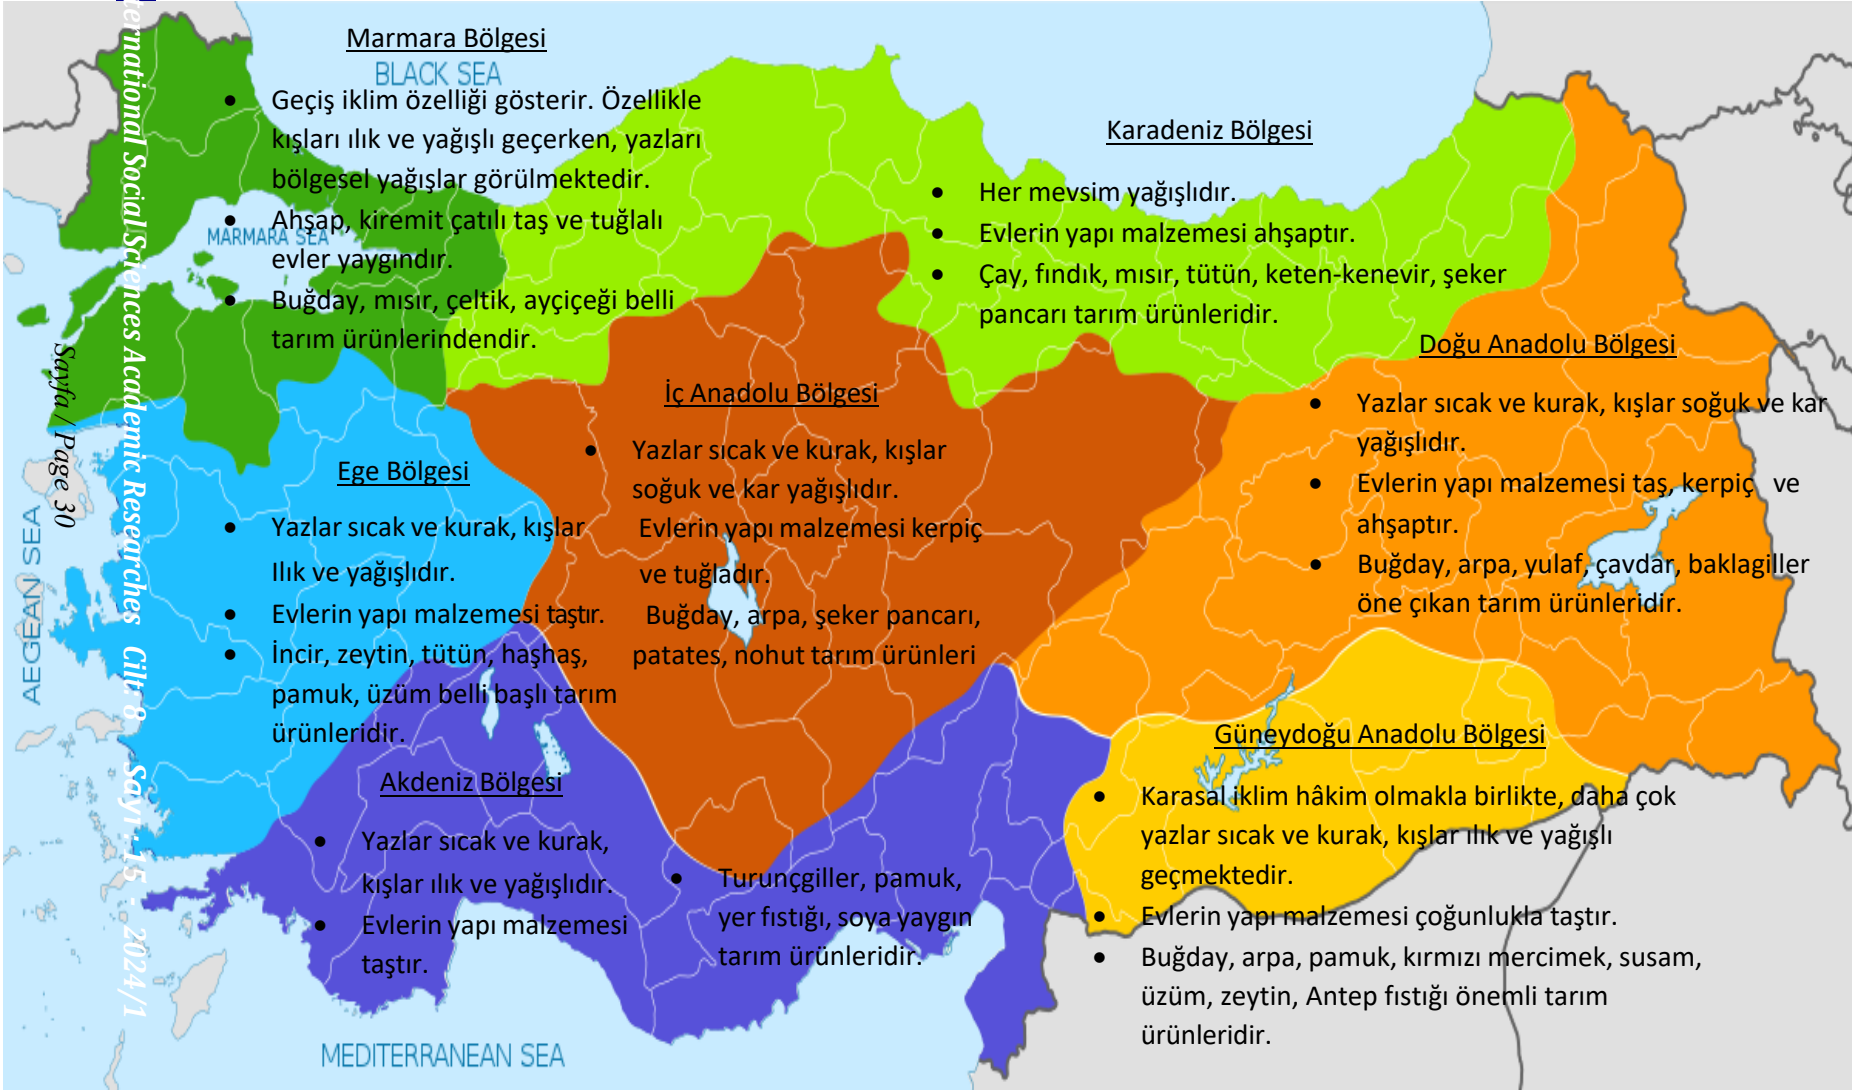 Marmara Bölgesi
BLACK SEA
• Geçiş iklim özelliği gösterir. Özellikle
kışları ılık ve yağışlı geçerken, yazları
bölgesel yağışlar görülmektedir.
• Ahşap, kiremit çatılı taş ve tuğlalı
evler yaygındır.
MARMARA SEA
• Buğday, mısır, çeltik, ayçiçeği belli
tarım ürünlerindendir.
Karadeniz Bölgesi
• Her mevsim yağışlıdır.
• Evlerin yapı malzemesi ahşaptır.
• Çay, fındık, mısır, tütün, keten-kenevir, şeker
pancarı tarım ürünleridir.
Doğu Anadolu Bölgesi
• Yazlar sıcak ve kurak, kışlar soğuk ve kar
yağışlıdır.
• Evlerin yapı malzemesi taş, kerpiç ve
ahşaptır.
• Buğday, arpa, yulaf, çavdar, baklagiller
öne çıkan tarım ürünleridir.
İç Anadolu Bölgesi
• Yazlar sıcak ve kurak, kışlar
soğuk ve kar yağışlıdır.
Evlerin yapı malzemesi kerpiç
ve tuğladır.
Buğday, arpa, şeker pancarı,
patates, nohut tarım ürünleri
Ege Bölgesi
• Yazlar sıcak ve kurak, kışlar
Ilık ve yağışlıdır.
• Evlerin yapı malzemesi taştır.
• İncir, zeytin, tütün, haşhaş,
pamuk, üzüm belli başlı tarım
ürünleridir.
Akdeniz Bölgesi
• Yazlar sıcak ve kurak,
kışlar ılık ve yağışlıdır.
• Evlerin yapı malzemesi
taştır.
• Turunçgiller, pamuk,
yer fıstığı, soya yaygın
tarım ürünleridir.
Güneydoğu Anadolu Bölgesi
• Karasal iklim hâkim olmakla birlikte, daha çok
yazlar sıcak ve kurak, kışlar ılık ve yağışlı
geçmektedir.
• Evlerin yapı malzemesi çoğunlukla taştır.
• Buğday, arpa, pamuk, kırmızı mercimek, susam,
üzüm, zeytin, Antep fıstığı önemli tarım
ürünleridir.
AEGEAN SEA
MEDITERRANEAN SEA
Social Sciences Academic Researches Cilt: 8 Sayı: 15 - 2024/1
Sayfa / Page 30